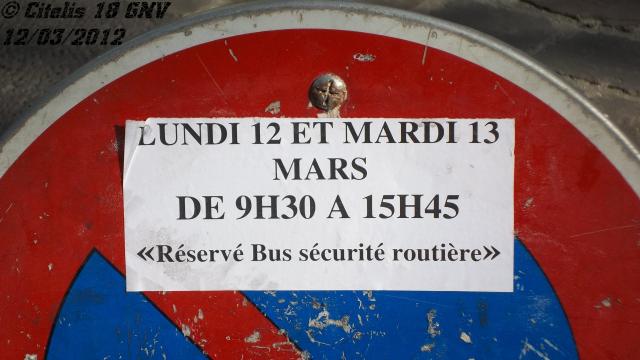 © Citelis 18 GNV
12/03/2012
LUNDI 12 ET MARDI 13
MARS
DE 9H30 A 15H45
«Réservé Bus sécurité routière»